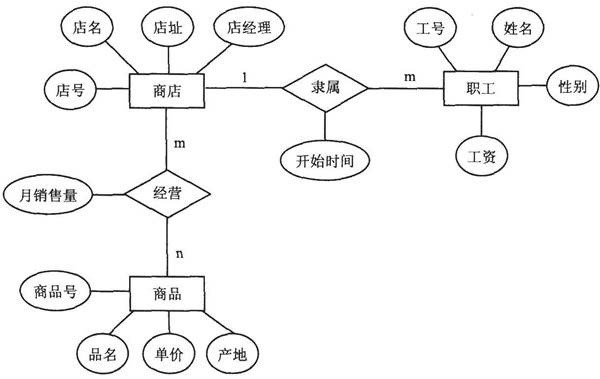 店名 店址 店经理 工号 姓名
店号 商店 1 隶属 m 职工 性别
m 开始时间 工资
月销售量 经营
n
商品号 商品
品名 单价 产地